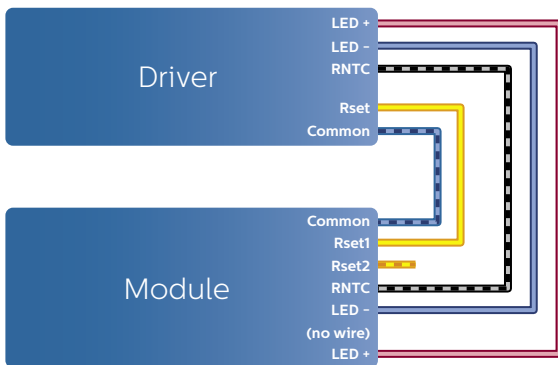 LED +
LED –
Driver
RNTC
Rset
Common
Common
Rset1
Rset2
Module
RNTC
LED –
(no wire)
LED +